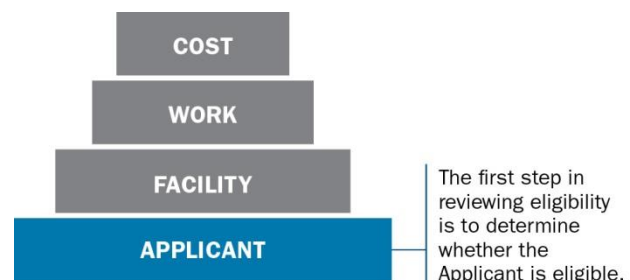 COST
WORK
FACILITY
APPLICANT
The first step in
reviewing eligibility
is to determine
whether the
Applicant is eligible.